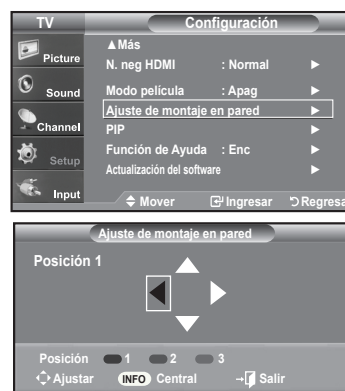 TV
Configuración
Picture
Sound
Channel
Setup
Input
▲Más
N. neg HDMI : Normal ►
Modo película : Apag ►
Ajuste de montaje en pared ►
PIP ►
Función de Ayuda : Enc ►
Actualización del software ►
Mover Ingresar Regresa
Ajuste de montaje en pared
Posición 1
Posición 1 2 3
Ajustar INFO Central Salir